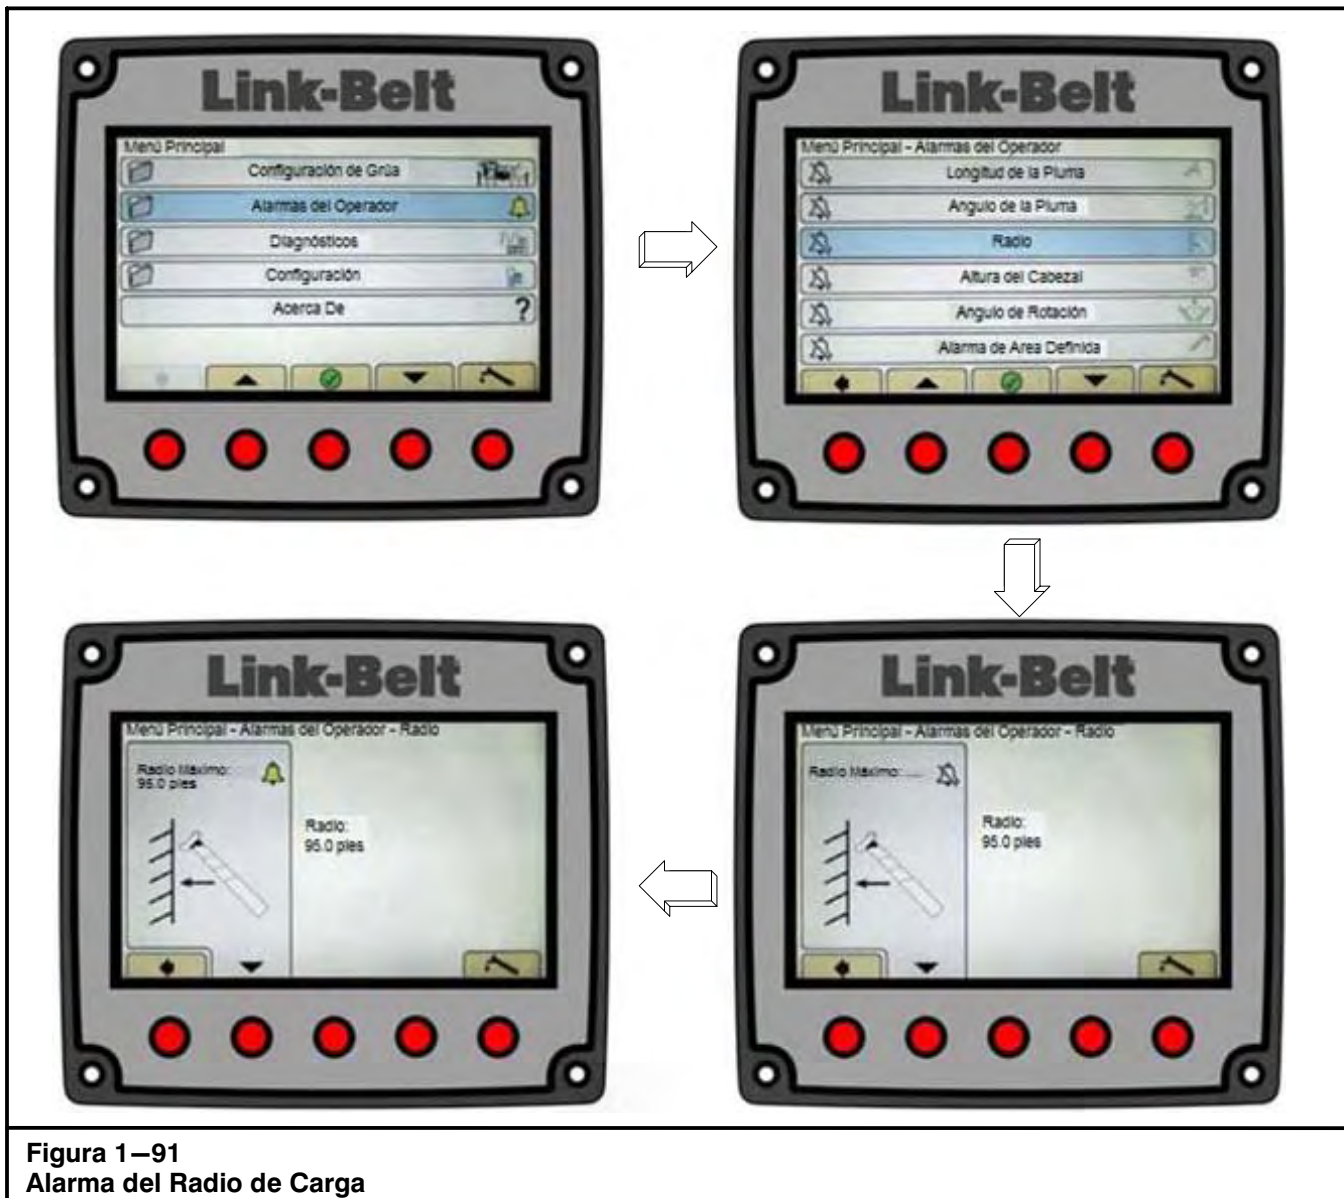 Link-Belt
Menú Principal
Configuración de Grúa
Alarmas del Operador
Diagnósticos
Configuración
Acerca De
?
Link-Belt
Menú Principal - Alarmas del Operador
Longitud de la Pluma
Angulo de la Pluma
Radio
Altura del Cabezal
Angulo de Rotación
Alarma de Area Definida
Link-Belt
Menú Principal - Alarmas del Operador - Radio
Radio Máximo:
95.0 pies
Radio:
95.0 pies
Link-Belt
Menú Principal - Alarmas del Operador - Radio
Radio Máximo: ....
Radio:
95.0 pies
Figura 1–91
Alarma del Radio de Carga